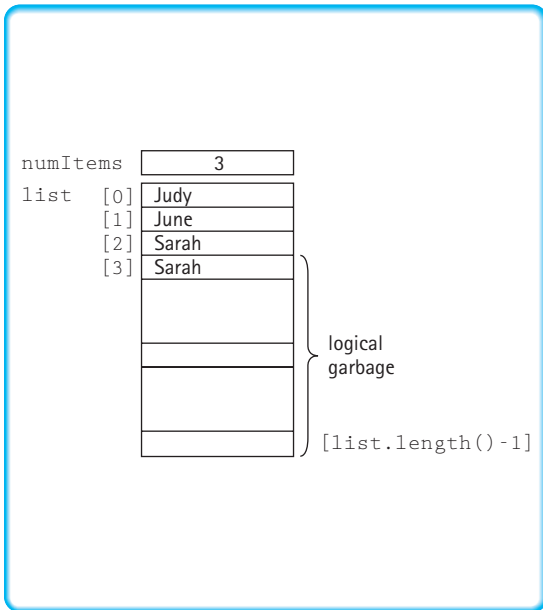 numItems 3
list [0] Judy
[1] June
[2] Sarah
[3] Sarah
logical
garbage
[list.length()-1]